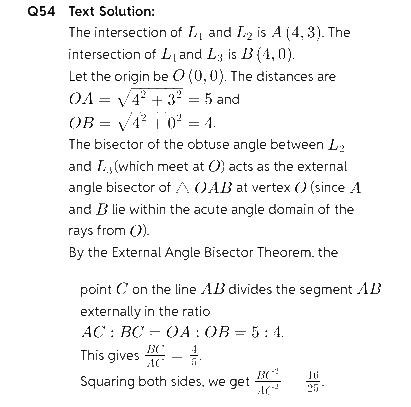 Q54 Text Solution:
The intersection of L₁ and L₂ is A (4, 3). The
intersection of L₁ and L₃ is B (4, 0).
Let the origin be O (0, 0). The distances are
OA = √(4² + 3²) = 5 and
OB = √(4² + 0²) = 4.
The bisector of the obtuse angle between L₂
and L₃ (which meet at O) acts as the external
angle bisector of △ OAB at vertex O (since A
and B lie within the acute angle domain of the
rays from O).
By the External Angle Bisector Theorem, the
point C on the line AB divides the segment AB
externally in the ratio
AC : BC = OA : OB = 5 : 4.
This gives BC/AC = 4/5.
Squaring both sides, we get BC²/AC² = 16/25.